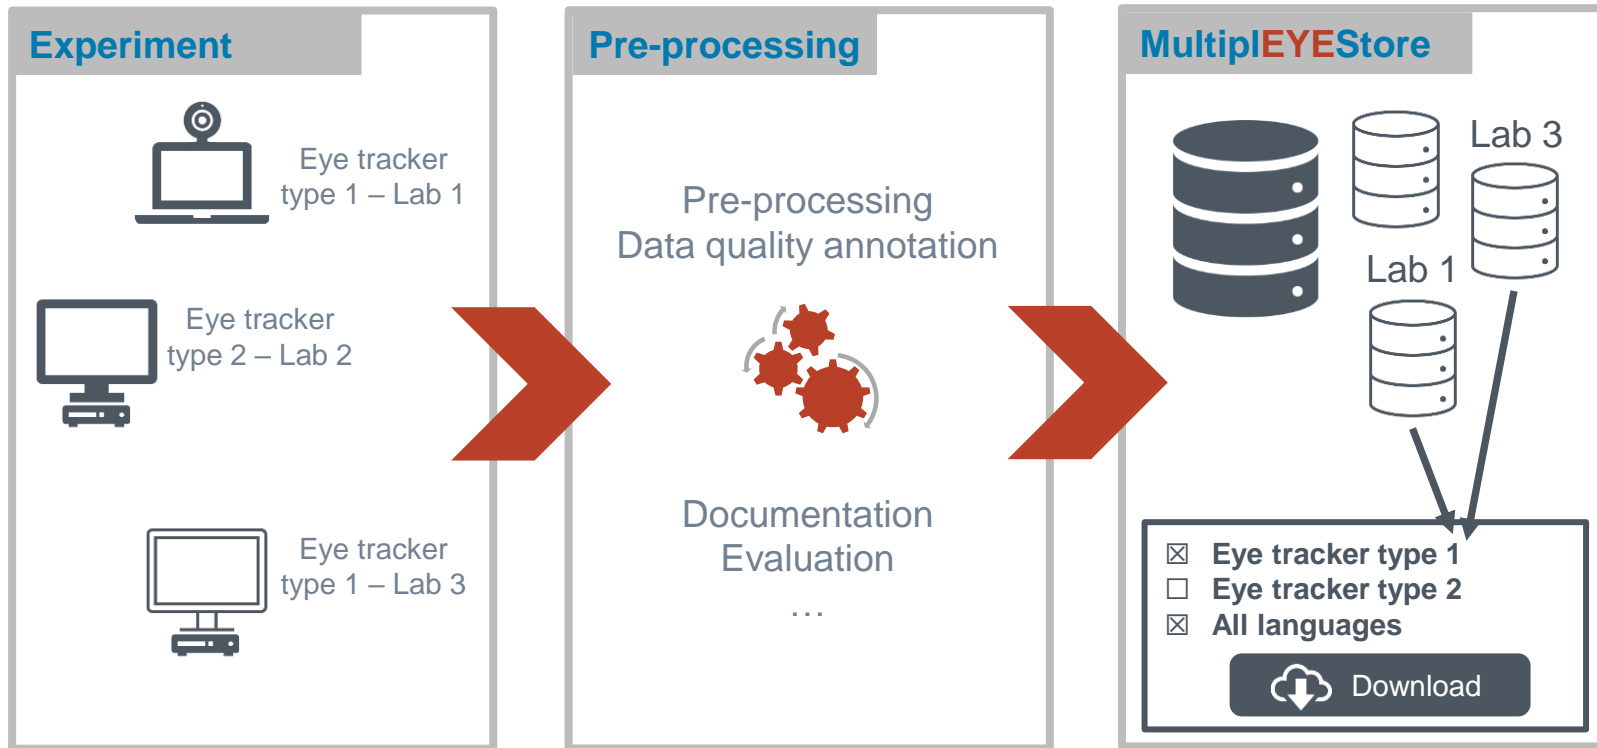 Experiment
Eye tracker
type 1 – Lab 1
Eye tracker
type 2 – Lab 2
Eye tracker
type 1 – Lab 3
Pre-processing
Pre-processing
Data quality annotation
Documentation
Evaluation
…
MultiplEYEStore
Lab 3
Lab 1
☒ Eye tracker type 1
☐ Eye tracker type 2
☒ All languages
Download